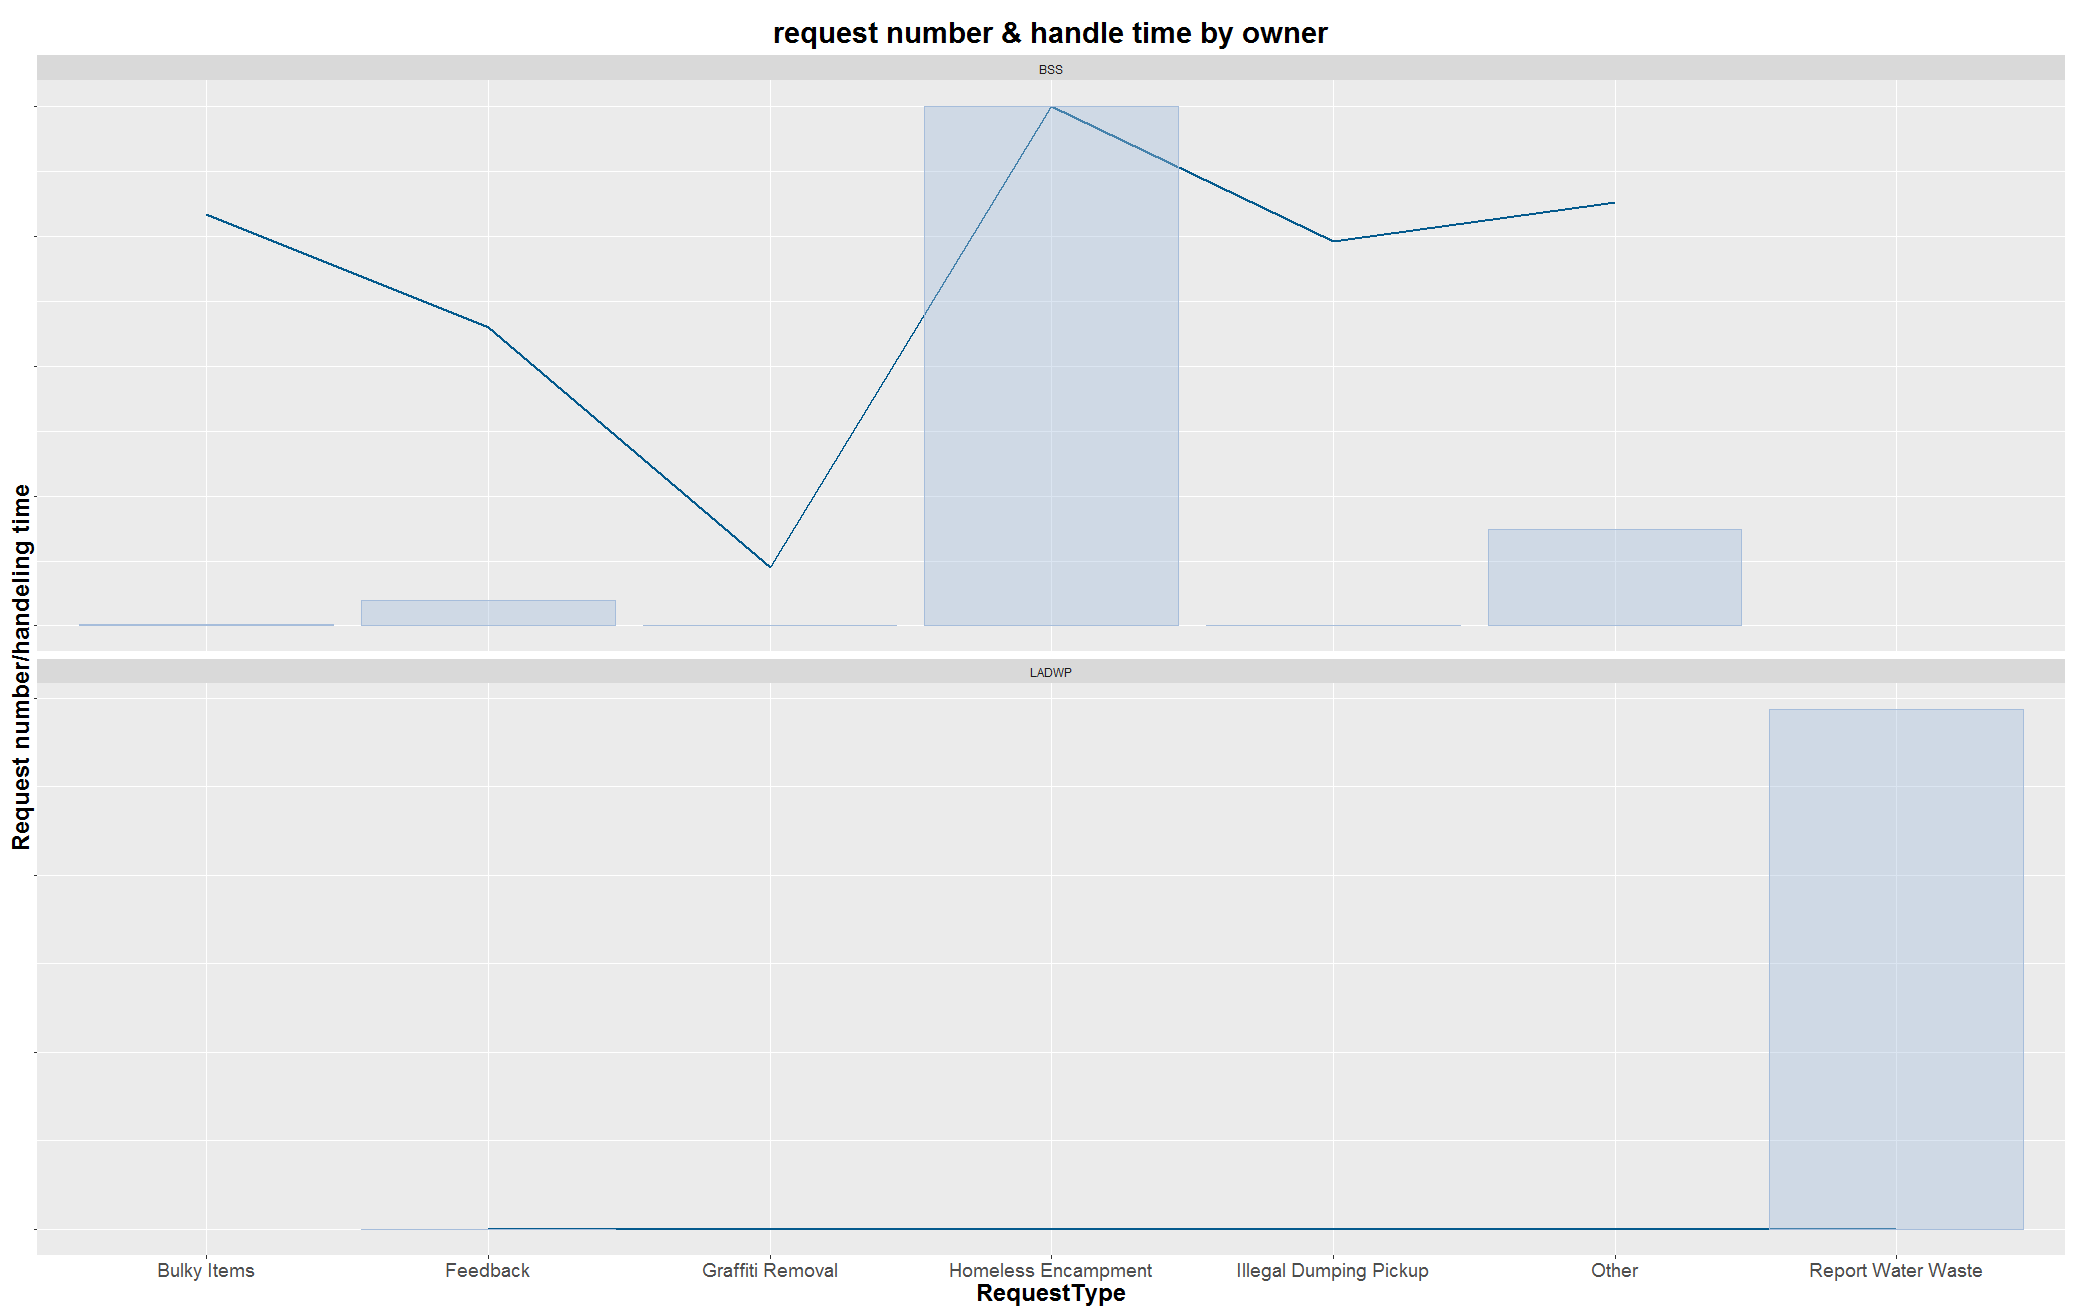 request number & handle time by owner
BSS
Request number/handeling time
LADWP
Bulky Items
Feedback
Graffiti Removal
Homeless Encampment
Illegal Dumping Pickup
Other
Report Water Waste
RequestType